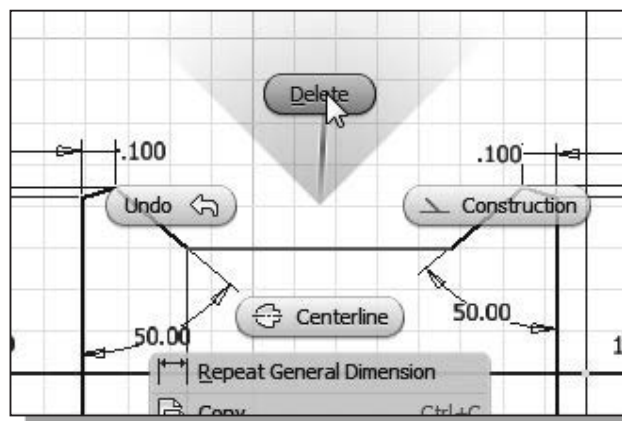 Delete
.100
.100
Undo
Construction
Centerline
50.00
50.00
Repeat General Dimension
Copy Ctrl+C